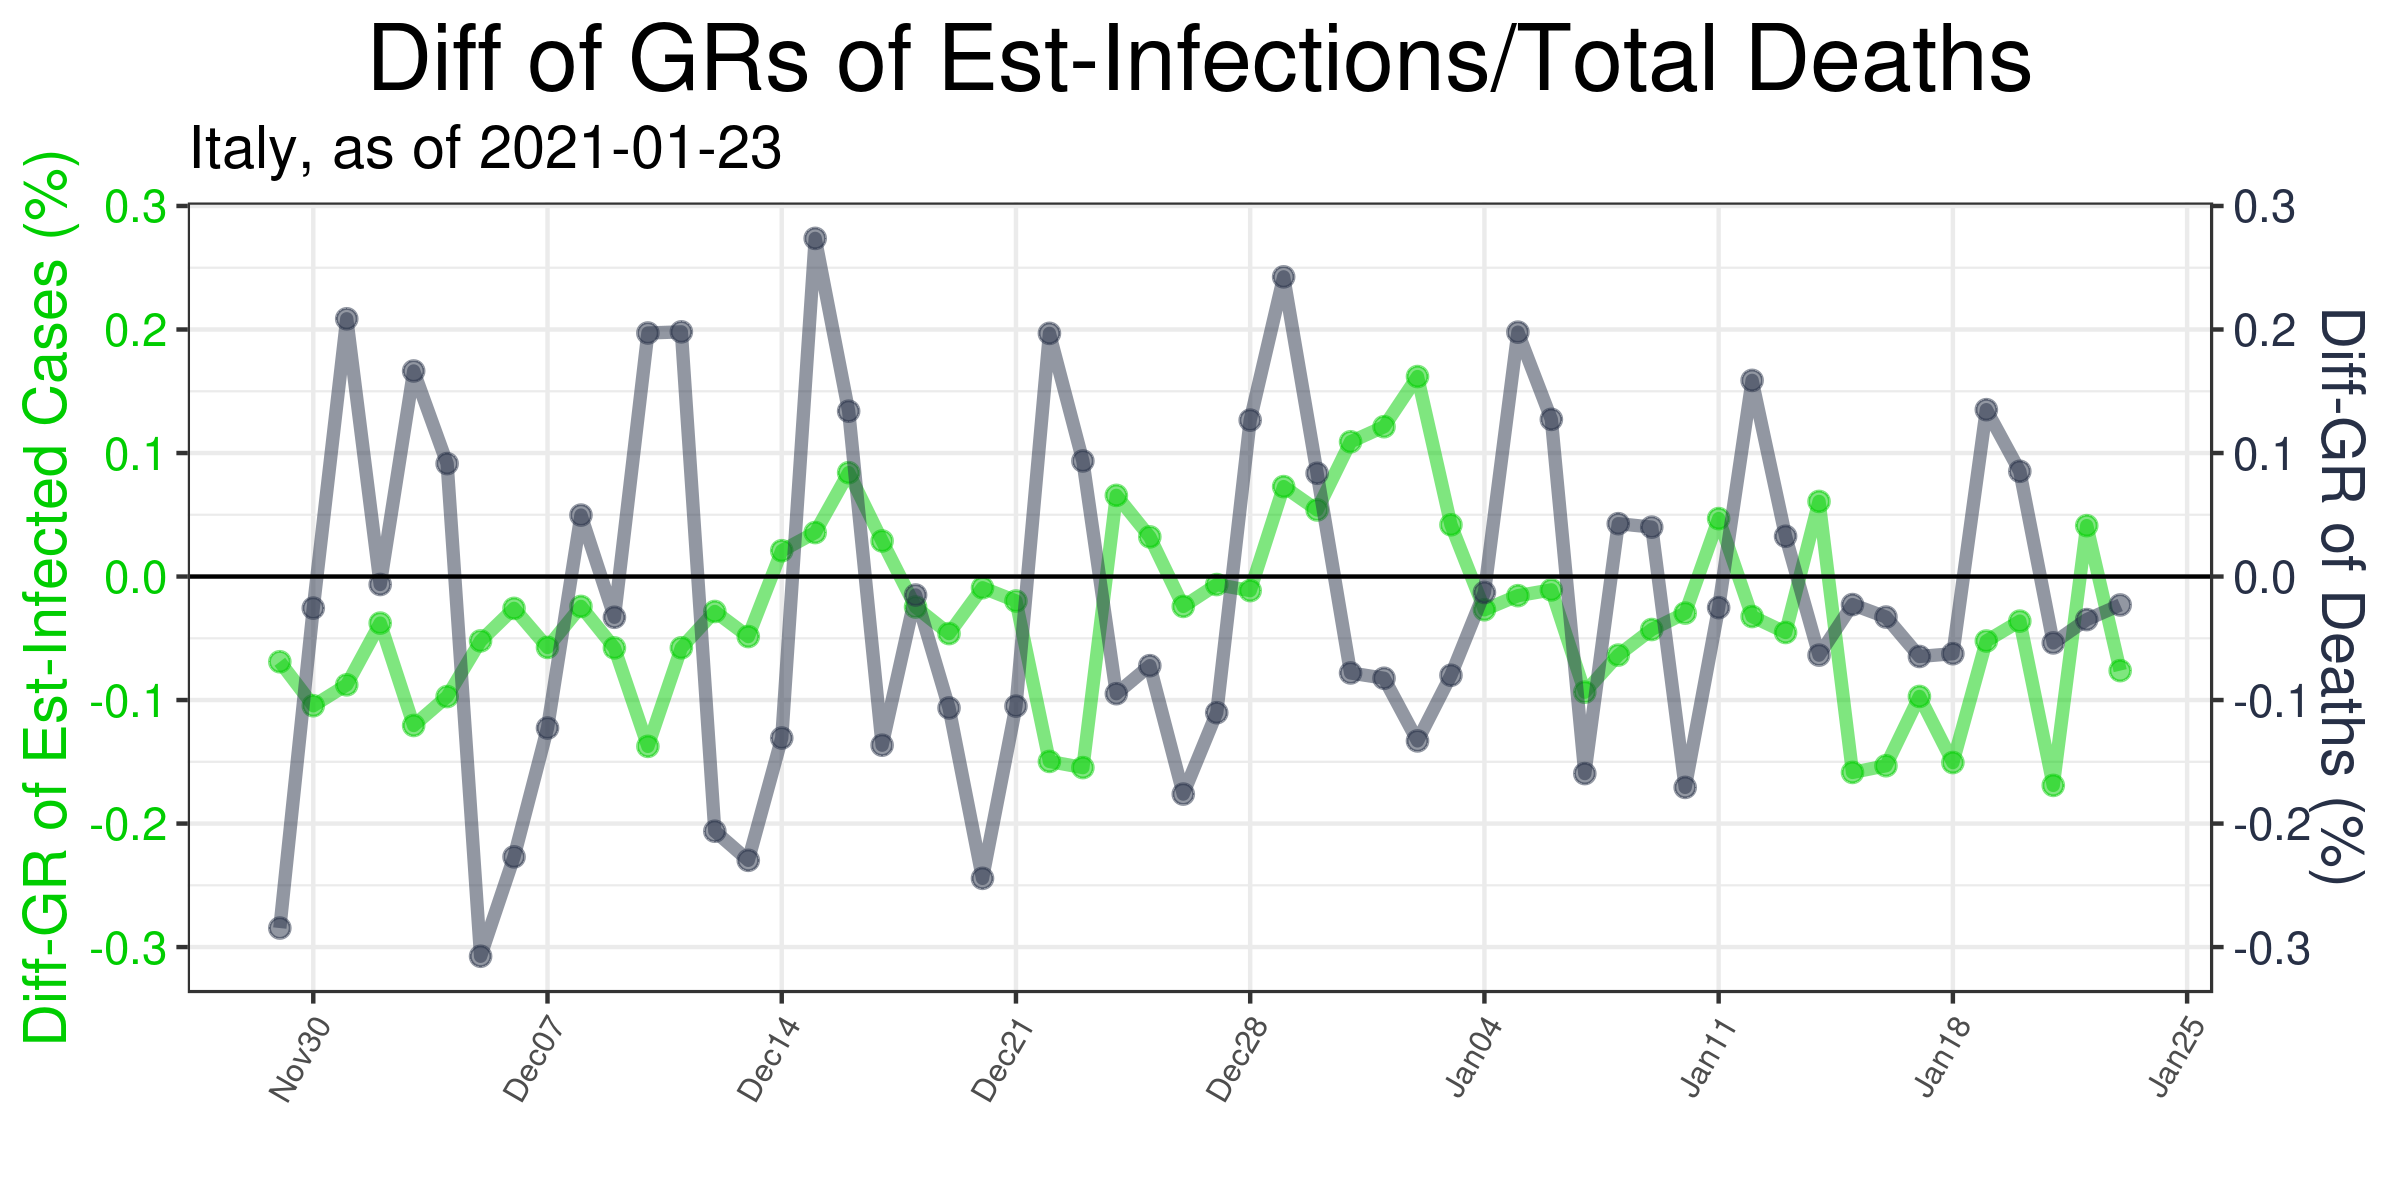 Diff of GRs of Est-Infections/Total Deaths
Italy, as of 2021-01-23
Diff-GR of Est-Infected Cases (%)
0.3
0.2
0.1
0.0
-0.1
-0.2
-0.3
0.3
0.2
0.1
0.0
-0.1
-0.2
-0.3
Diff-GR of Deaths (%)
Nov30
Dec07
Dec14
Dec21
Dec28
Jan04
Jan11
Jan18
Jan25